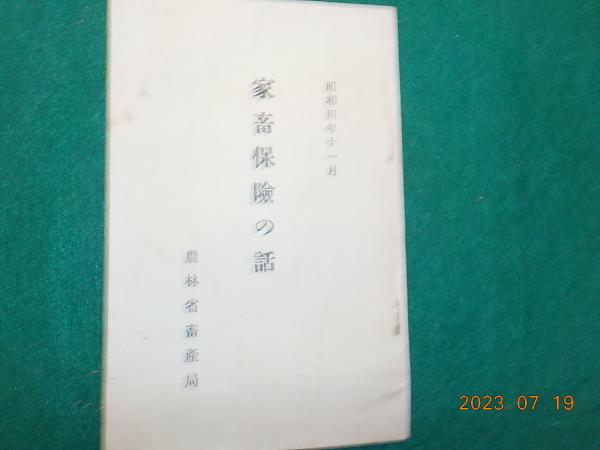 昭和四年十一月
家畜保險の話
農林省畜産局
2023.07.19